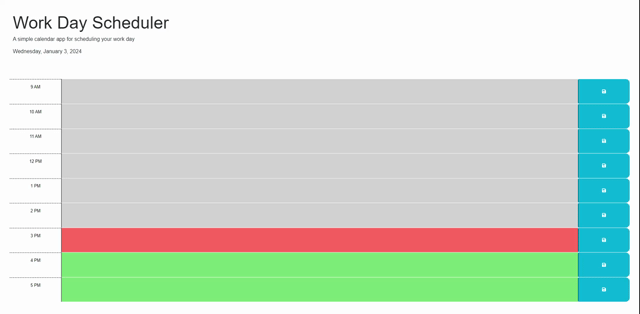 Work Day Scheduler
A simple calendar app for scheduling your work day
Wednesday, January 3, 2024
9 AM
10 AM
11 AM
12 PM
1 PM
2 PM
3 PM
4 PM
5 PM